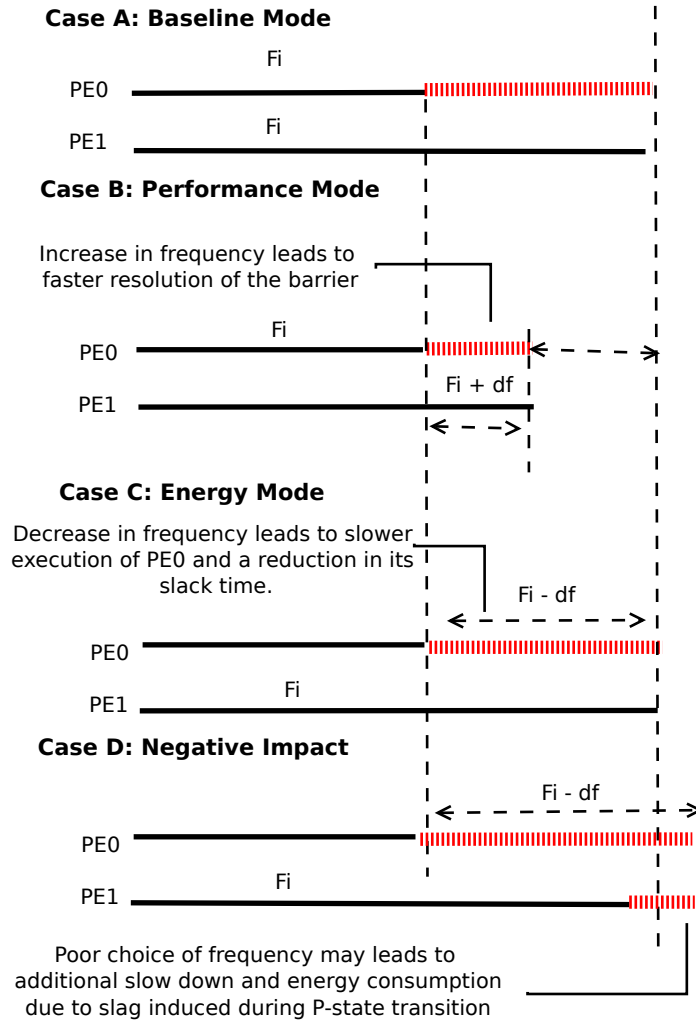 Case A: Baseline Mode
Fi
PE0
Fi
PE1
Case B: Performance Mode
Increase in frequency leads to
faster resolution of the barrier
Fi
PE0
Fi + df
PE1
Case C: Energy Mode
Decrease in frequency leads to slower
execution of PE0 and a reduction in its
slack time.
Fi - df
PE0
Fi
PE1
Case D: Negative Impact
Fi - df
PE0
Fi
PE1
Poor choice of frequency may leads to
additional slow down and energy consumption
due to slag induced during P-state transition